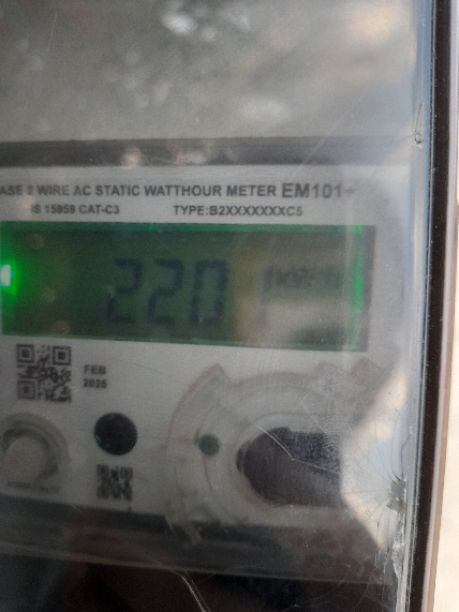 ASE 2 WIRE AC STATIC WATTHOUR METER EM101+
IS 15959 CAT-C3 TYPE:B2XXXXXXXC5
220
FEB
2025